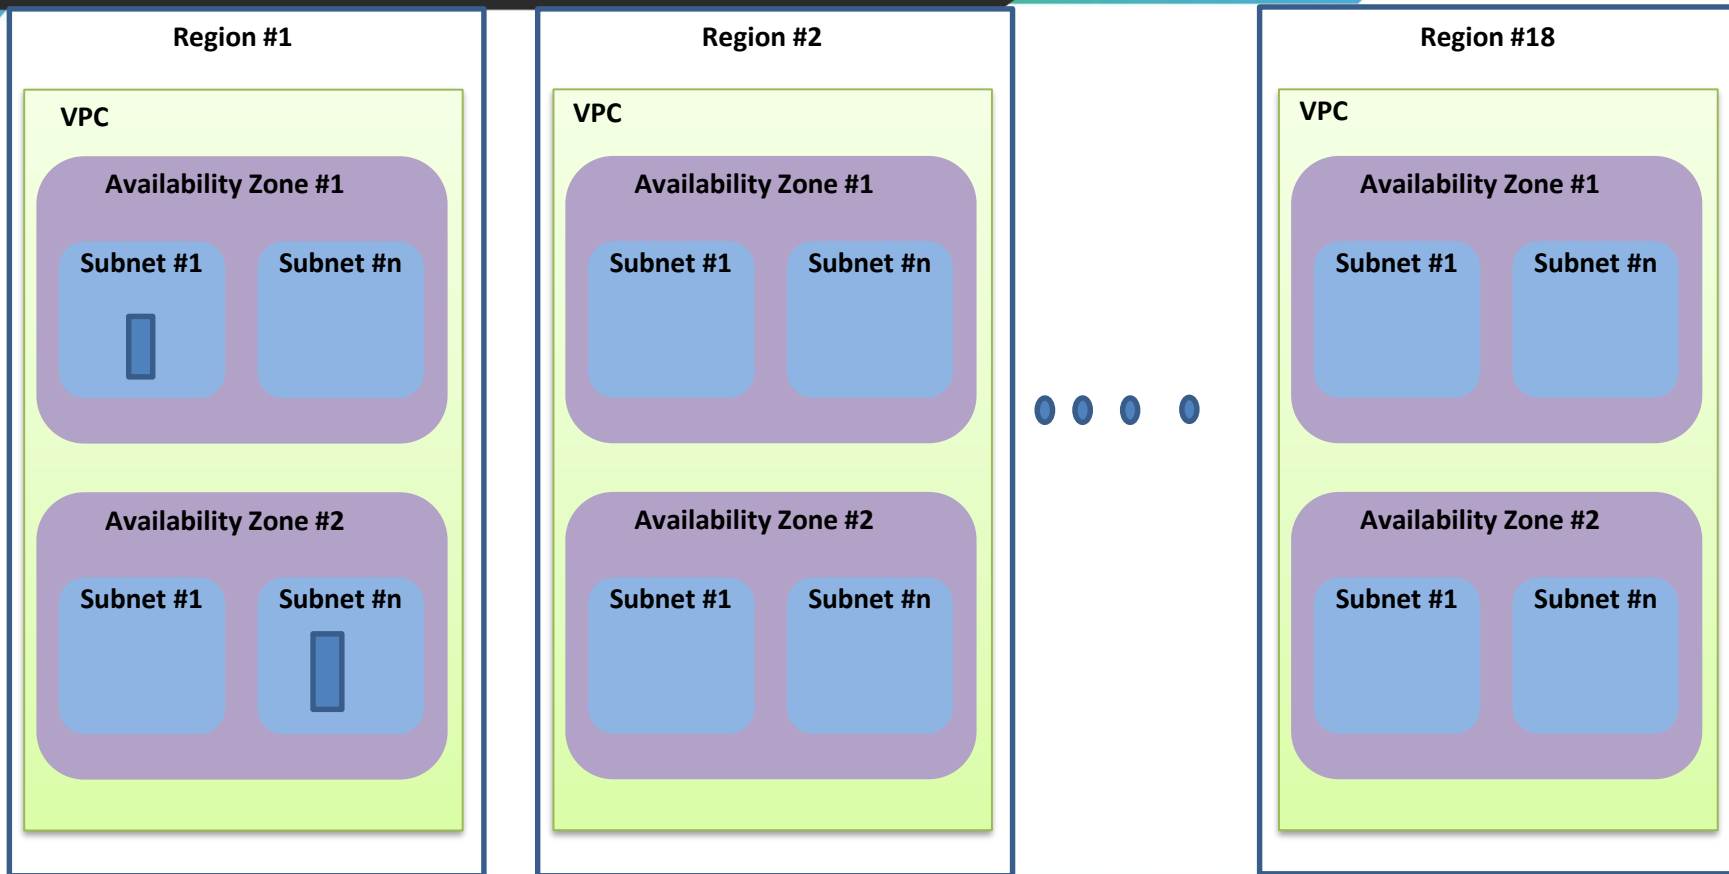 Region #1
VPC
Availability Zone #1
Subnet #1
Subnet #n
Availability Zone #2
Subnet #1
Subnet #n
Region #2
VPC
Availability Zone #1
Subnet #1
Subnet #n
Availability Zone #2
Subnet #1
Subnet #n
Region #18
VPC
Availability Zone #1
Subnet #1
Subnet #n
Availability Zone #2
Subnet #1
Subnet #n